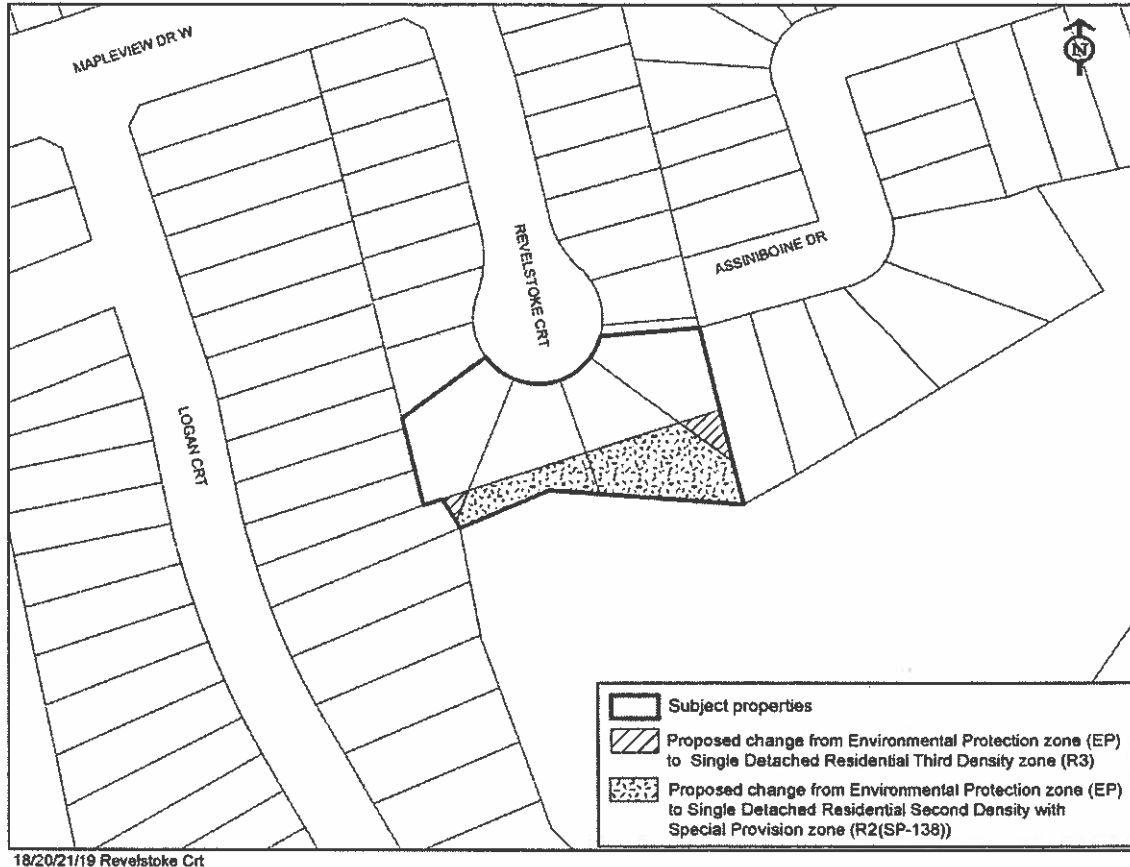 MAPLEVIEW DR W
N
REVELSTOKE CRT
ASSINIBOINE DR
LOGAN CRT
Subject properties
Proposed change from Environmental Protection zone (EP)
to Single Detached Residential Third Density zone (R3)
Proposed change from Environmental Protection zone (EP)
to Single Detached Residential Second Density with
Special Provision zone (R2(SP-138))
18/20/21/19 Revelstoke Crt